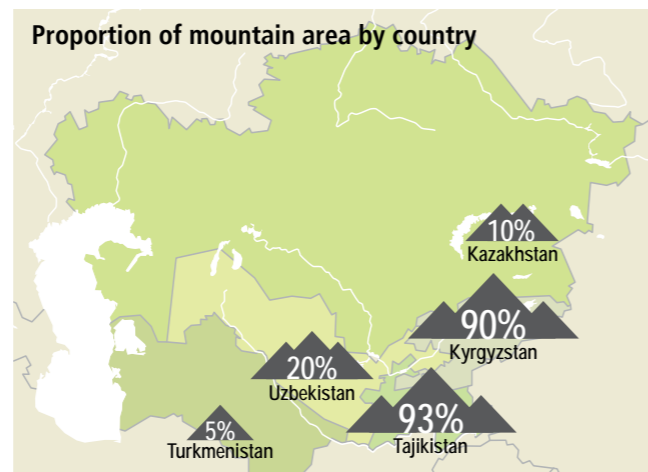 Proportion of mountain area by country
10%
Kazakhstan
90%
Kyrgyzstan
20%
Uzbekistan
93%
Tajikistan
5%
Turkmenistan